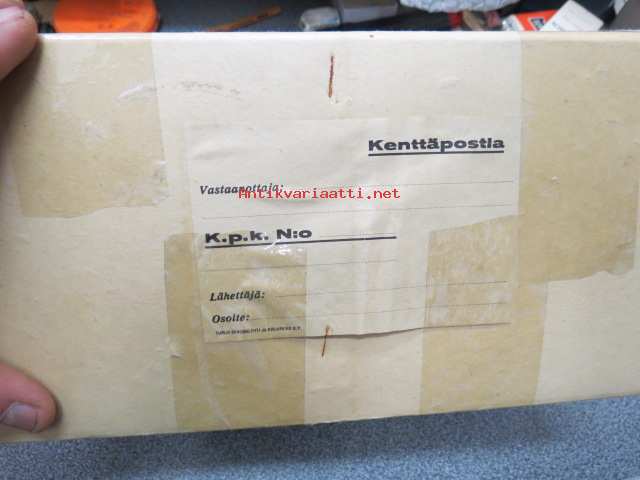 Kenttäpostia
Vastaanottaja:
Antikvariaatti.net
K.p.k. N:o
Lähettäjä:
Osoite: